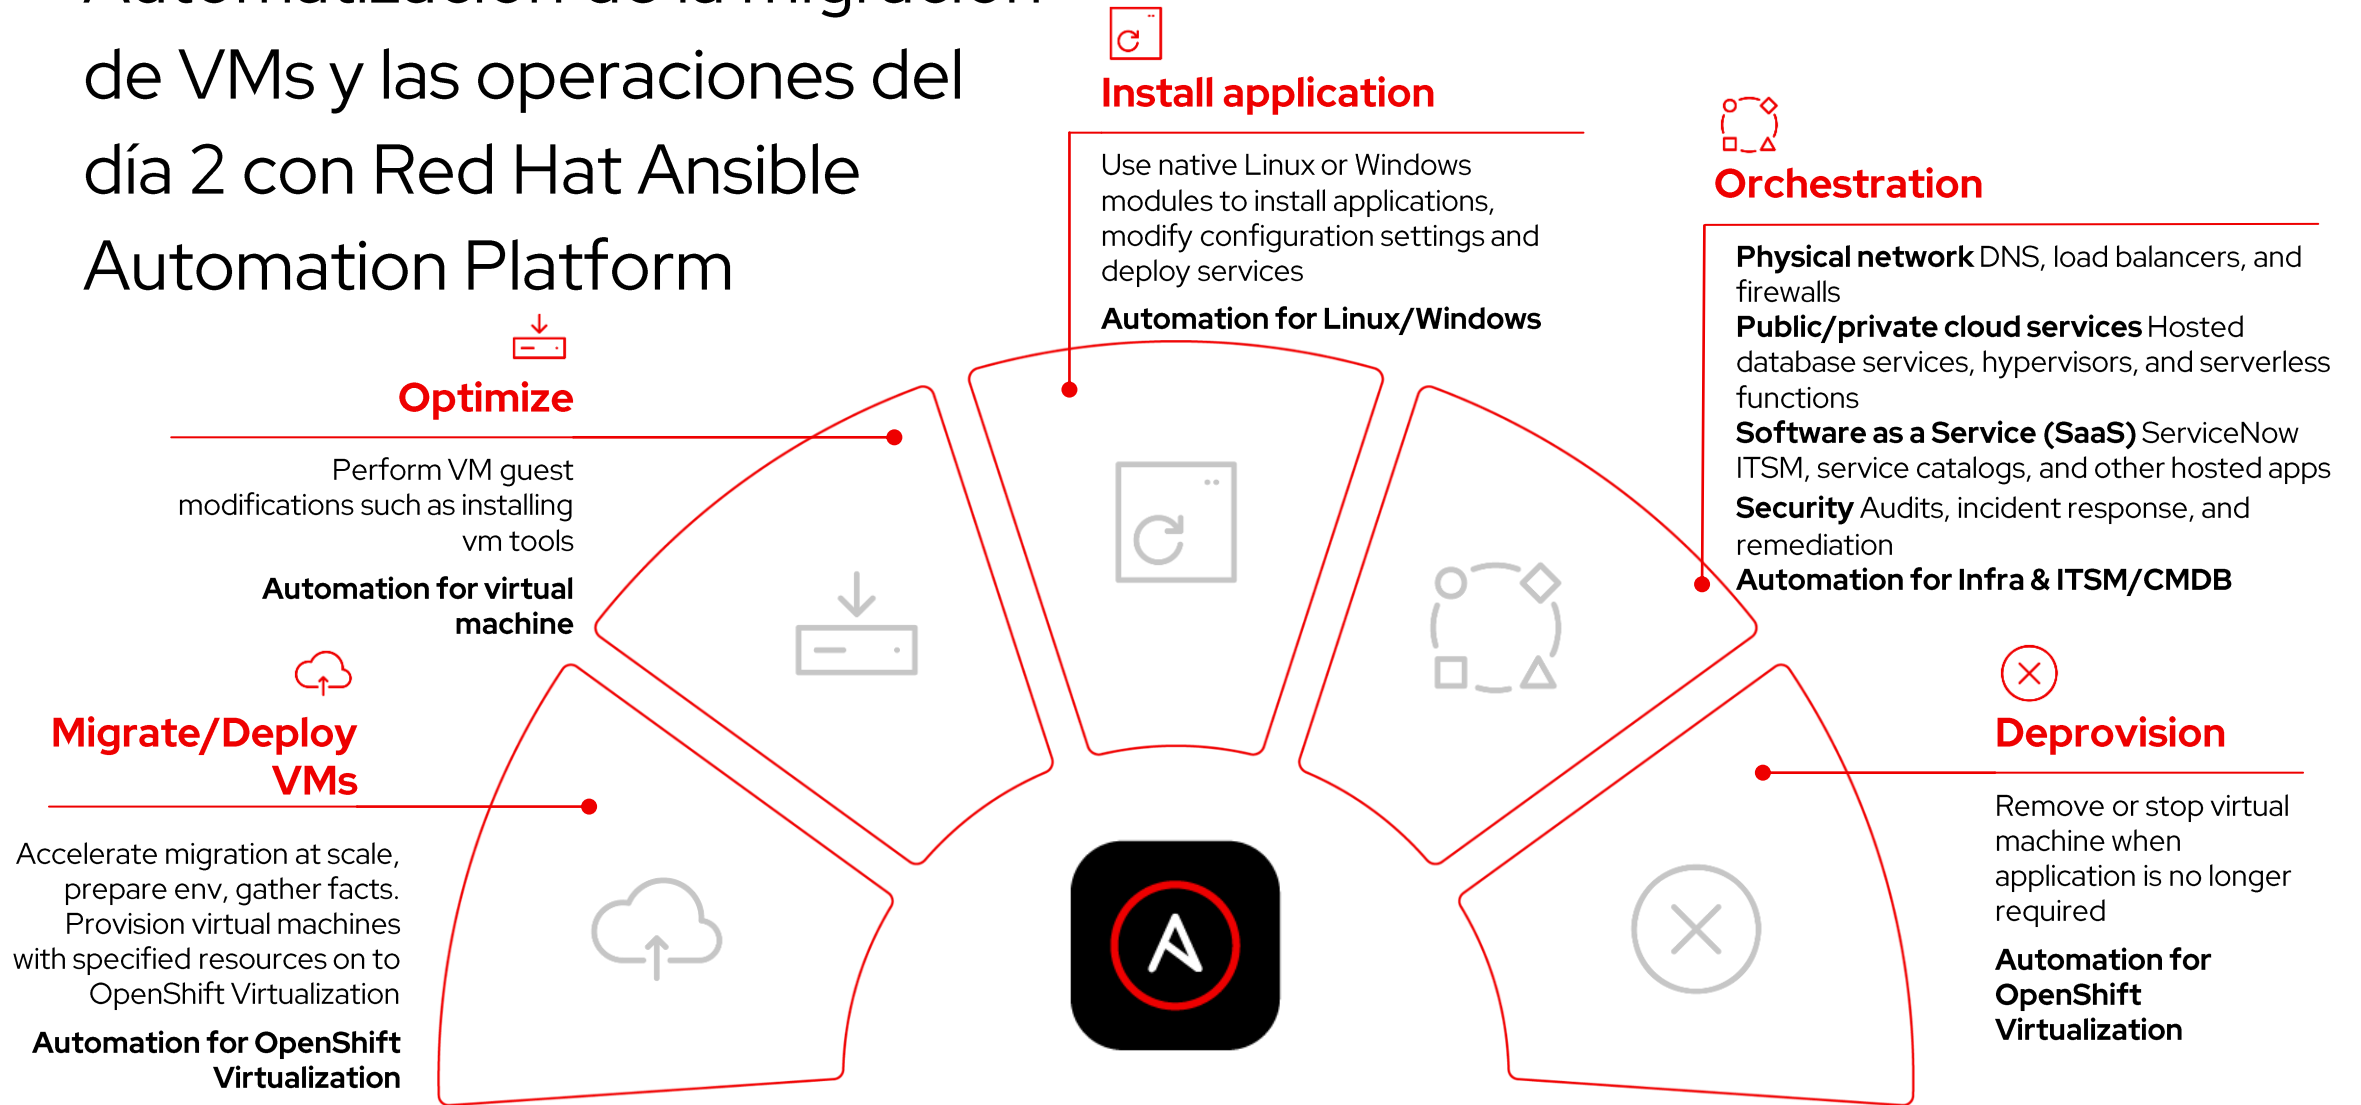 Automatización de la migración
de VMs y las operaciones del
día 2 con Red Hat Ansible
Automation Platform
Install application
Use native Linux or Windows
modules to install applications,
modify configuration settings and
deploy services
Automation for Linux/Windows
Orchestration
Physical network DNS, load balancers, and
firewalls
Public/private cloud services Hosted
database services, hypervisors, and serverless
functions
Software as a Service (SaaS) ServiceNow
ITSM, service catalogs, and other hosted apps
Security Audits, incident response, and
remediation
Automation for Infra & ITSM/CMDB
Optimize
Perform VM guest
modifications such as installing
vm tools
Automation for virtual
machine
Migrate/Deploy
VMs
Accelerate migration at scale,
prepare env, gather facts.
Provision virtual machines
with specified resources on to
OpenShift Virtualization
Automation for OpenShift
Virtualization
Deprovision
Remove or stop virtual
machine when
application is no longer
required
Automation for
OpenShift
Virtualization